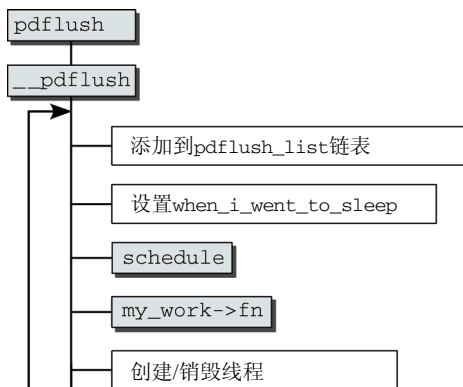 pdflush
__pdflush
添加到pdflush_list链表
设置when_i_went_to_sleep
schedule
my_work->fn
创建/销毁线程